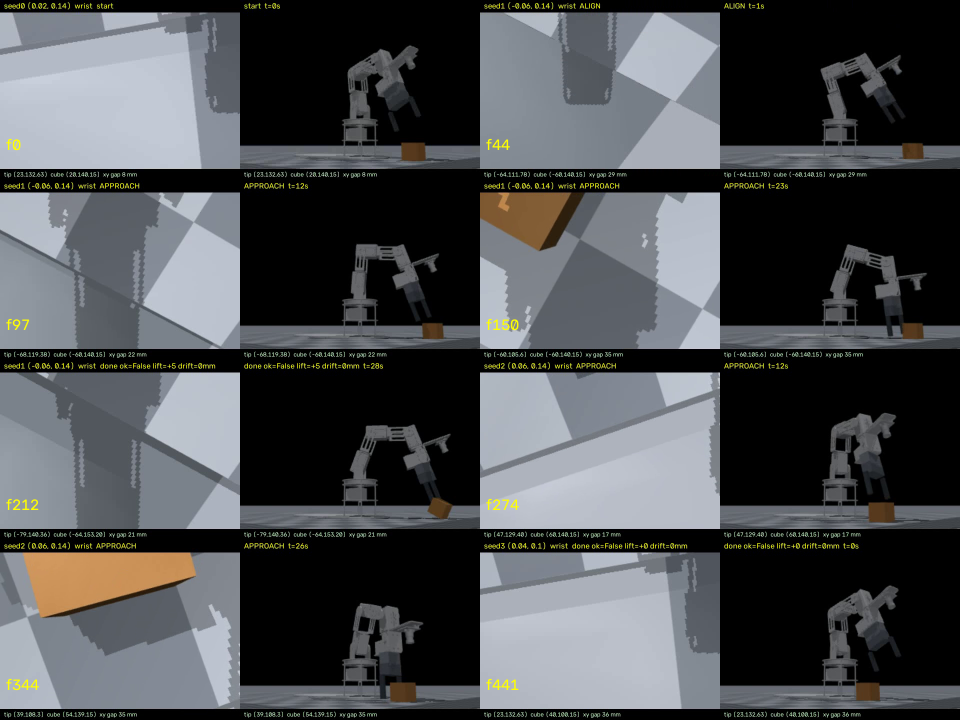 seed0 (0.02, 0.14) wrist start
start t=0s
seed1 (-0.06, 0.14) wrist ALIGN
ALIGN t=1s
f0
f44
tip (23,132,63) cube (20,140,15) xy gap 8 mm
tip (23,132,63) cube (20,140,15) xy gap 8 mm
tip (-64,111,78) cube (-60,140,15) xy gap 29 mm
tip (-64,111,78) cube (-60,140,15) xy gap 29 mm
seed1 (-0.06, 0.14) wrist APPROACH
APPROACH t=12s
seed1 (-0.06, 0.14) wrist APPROACH
APPROACH t=23s
f97
f150
tip (-68,119,38) cube (-60,140,15) xy gap 22 mm
tip (-68,119,38) cube (-60,140,15) xy gap 22 mm
tip (-60,105,6) cube (-60,140,15) xy gap 35 mm
tip (-60,105,6) cube (-60,140,15) xy gap 35 mm
seed1 (-0.06, 0.14) wrist done ok=False lift=+5 drift=0mm
done ok=False lift=+5 drift=0mm t=28s
seed2 (0.06, 0.14) wrist APPROACH
APPROACH t=12s
f212
f274
tip (-79,140,36) cube (-64,153,20) xy gap 21 mm
tip (-79,140,36) cube (-64,153,20) xy gap 21 mm
tip (47,129,40) cube (60,140,15) xy gap 17 mm
tip (47,129,40) cube (60,140,15) xy gap 17 mm
seed2 (0.06, 0.14) wrist APPROACH
APPROACH t=26s
seed3 (0.04, 0.1) wrist done ok=False lift=+0 drift=0mm
done ok=False lift=+0 drift=0mm t=0s
f344
f441
tip (39,108,3) cube (54,139,15) xy gap 35 mm
tip (39,108,3) cube (54,139,15) xy gap 35 mm
tip (23,132,63) cube (40,100,15) xy gap 36 mm
tip (23,132,63) cube (40,100,15) xy gap 36 mm